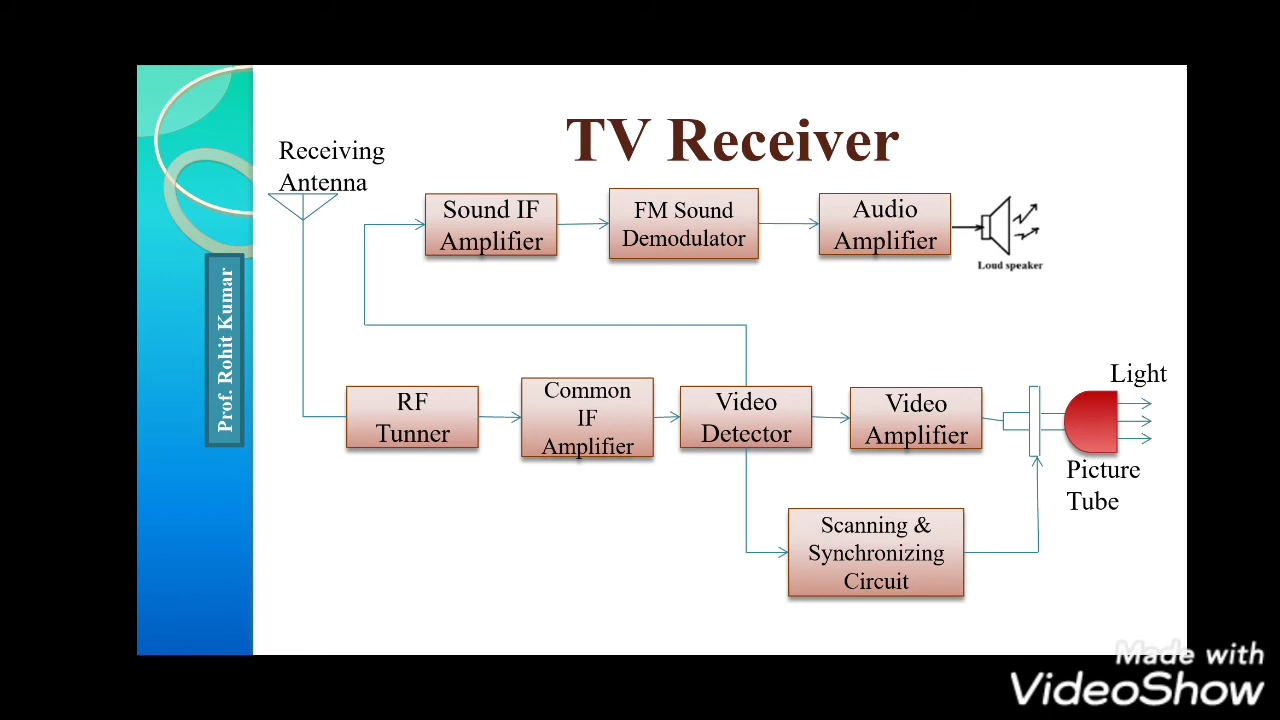 TV Receiver
Receiving
Antenna
Sound IF
Amplifier
FM Sound
Demodulator
Audio
Amplifier
Loud speaker
Prof. Rohit Kumar
RF
Tunner
Common
IF
Amplifier
Video
Detector
Video
Amplifier
Light
Picture
Tube
Scanning &
Synchronizing
Circuit
Made with
VideoShow